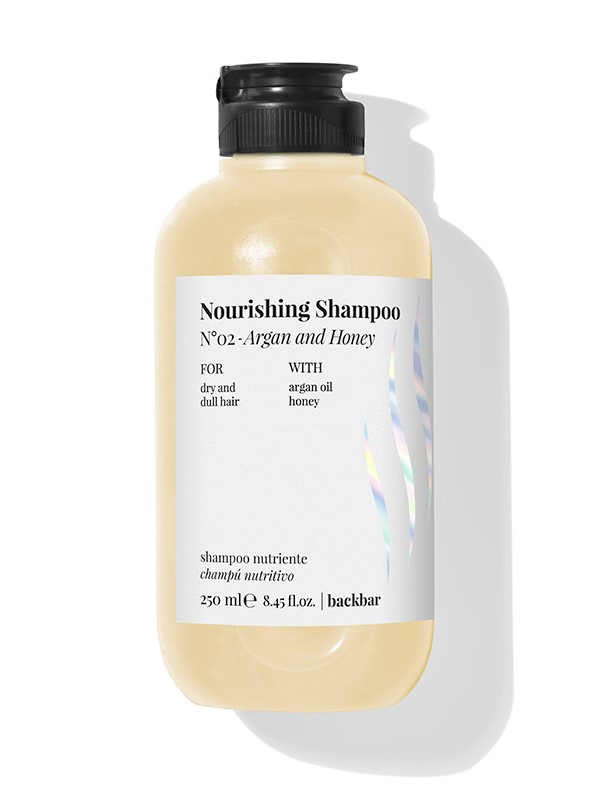 Nourishing Shampoo
N°02 - Argan and Honey
FOR WITH
dry and argan oil
dull hair honey
shampoo nutriente
champú nutritivo
250 ml ℮ 8.45 fl.oz. | backbar